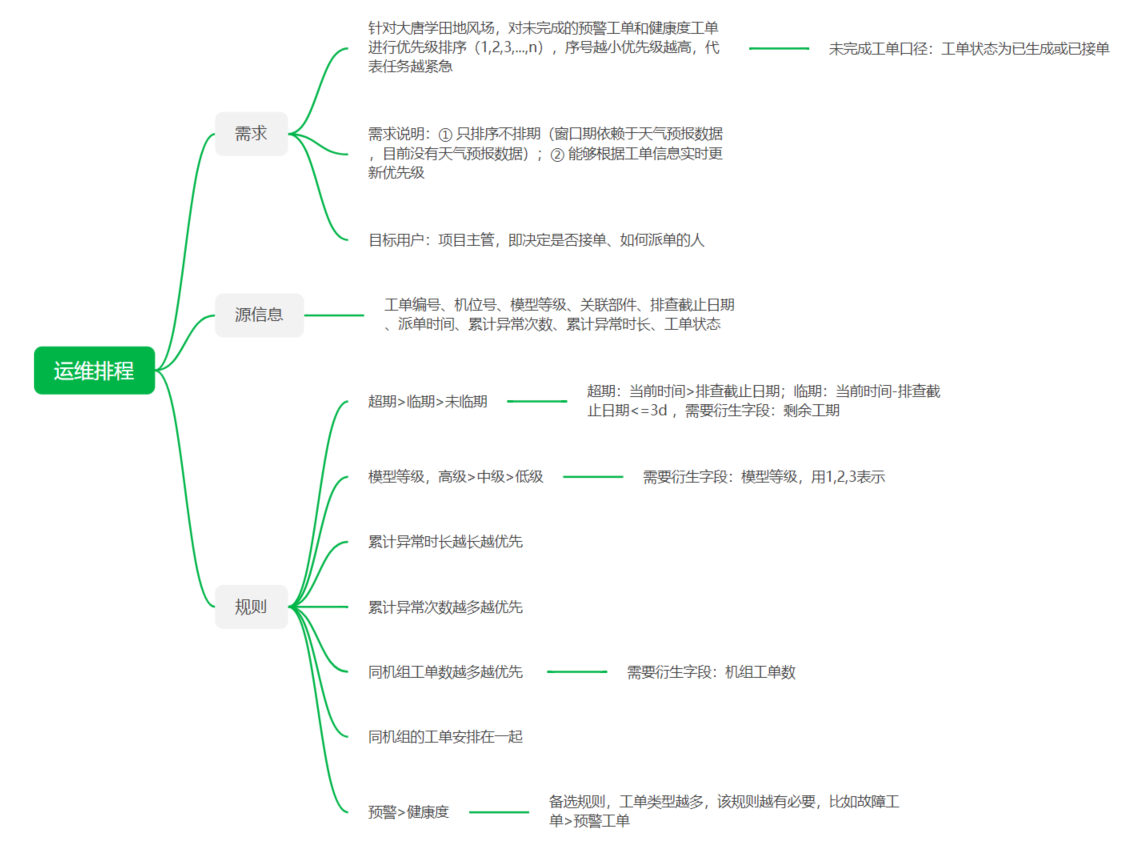 运维排程
需求
针对大唐学田地风场，对未完成的预警工单和健康度工单
进行优先级排序（1,2,3,...,n），序号越小优先级越高，代
表任务越紧急
未完成工单口径：工单状态为已生成或已接单
需求说明：① 只排序不排期（窗口期依赖于天气预报数据
，目前没有天气预报数据）；② 能够根据工单信息实时更
新优先级
目标用户：项目主管，即决定是否接单、如何派单的人
源信息
工单编号、机位号、模型等级、关联部件、排查截止日期
、派单时间、累计异常次数、累计异常时长、工单状态
规则
超期>临期>未临期
超期：当前时间>排查截止日期；临期：当前时间-排查截
止日期<=3d ，需要衍生字段：剩余工期
模型等级，高级>中级>低级
需要衍生字段：模型等级，用1,2,3表示
累计异常时长越长越优先
累计异常次数越多越优先
同机组工单数越多越优先
需要衍生字段：机组工单数
同机组的工单安排在一起
预警>健康度
备选规则，工单类型越多，该规则越有必要，比如故障工
单>预警工单